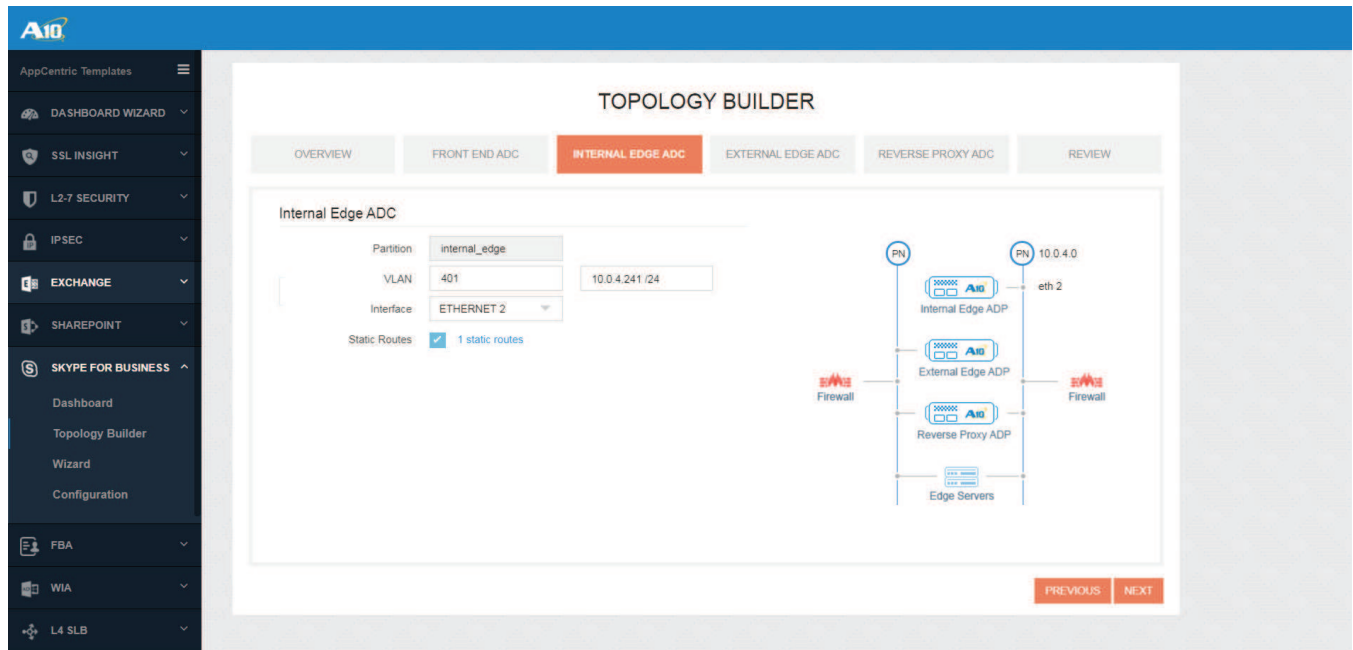 A10
AppCentric Templates
DASHBOARD WIZARD
SSL INSIGHT
L2-7 SECURITY
IPSEC
EXCHANGE
SHAREPOINT
SKYPE FOR BUSINESS
Dashboard
Topology Builder
Wizard
Configuration
FBA
WIA
L4 SLB
TOPOLOGY BUILDER
OVERVIEW FRONT END ADC INTERNAL EDGE ADC EXTERNAL EDGE ADC REVERSE PROXY ADC REVIEW
Internal Edge ADC
Partition internal_edge
VLAN 401 10.0.4.241 /24
Interface ETHERNET 2
Static Routes 1 static routes
PN PN 10.0.4.0
A10 eth 2
Internal Edge ADP
A10
External Edge ADP
Firewall Firewall
A10
Reverse Proxy ADP
Edge Servers
PREVIOUS NEXT